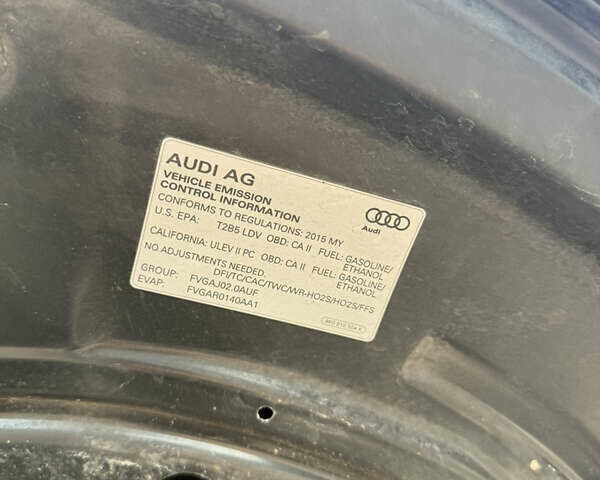 AUDI AG
VEHICLE EMISSION
CONTROL INFORMATION
CONFORMS TO REGULATIONS: 2015 MY
U.S. EPA: T2B5 LDV OBD: CA II FUEL: GASOLINE/
ETHANOL
CALIFORNIA: ULEV II PC OBD: CA II FUEL: GASOLINE/
ETHANOL
NO ADJUSTMENTS NEEDED.
DFI/TC/CAC/TWC/WR-HO2S/HO2S/FFS
GROUP: FVGAJ02.0AUF
EVAP: FVGAR0140AA1
Audi